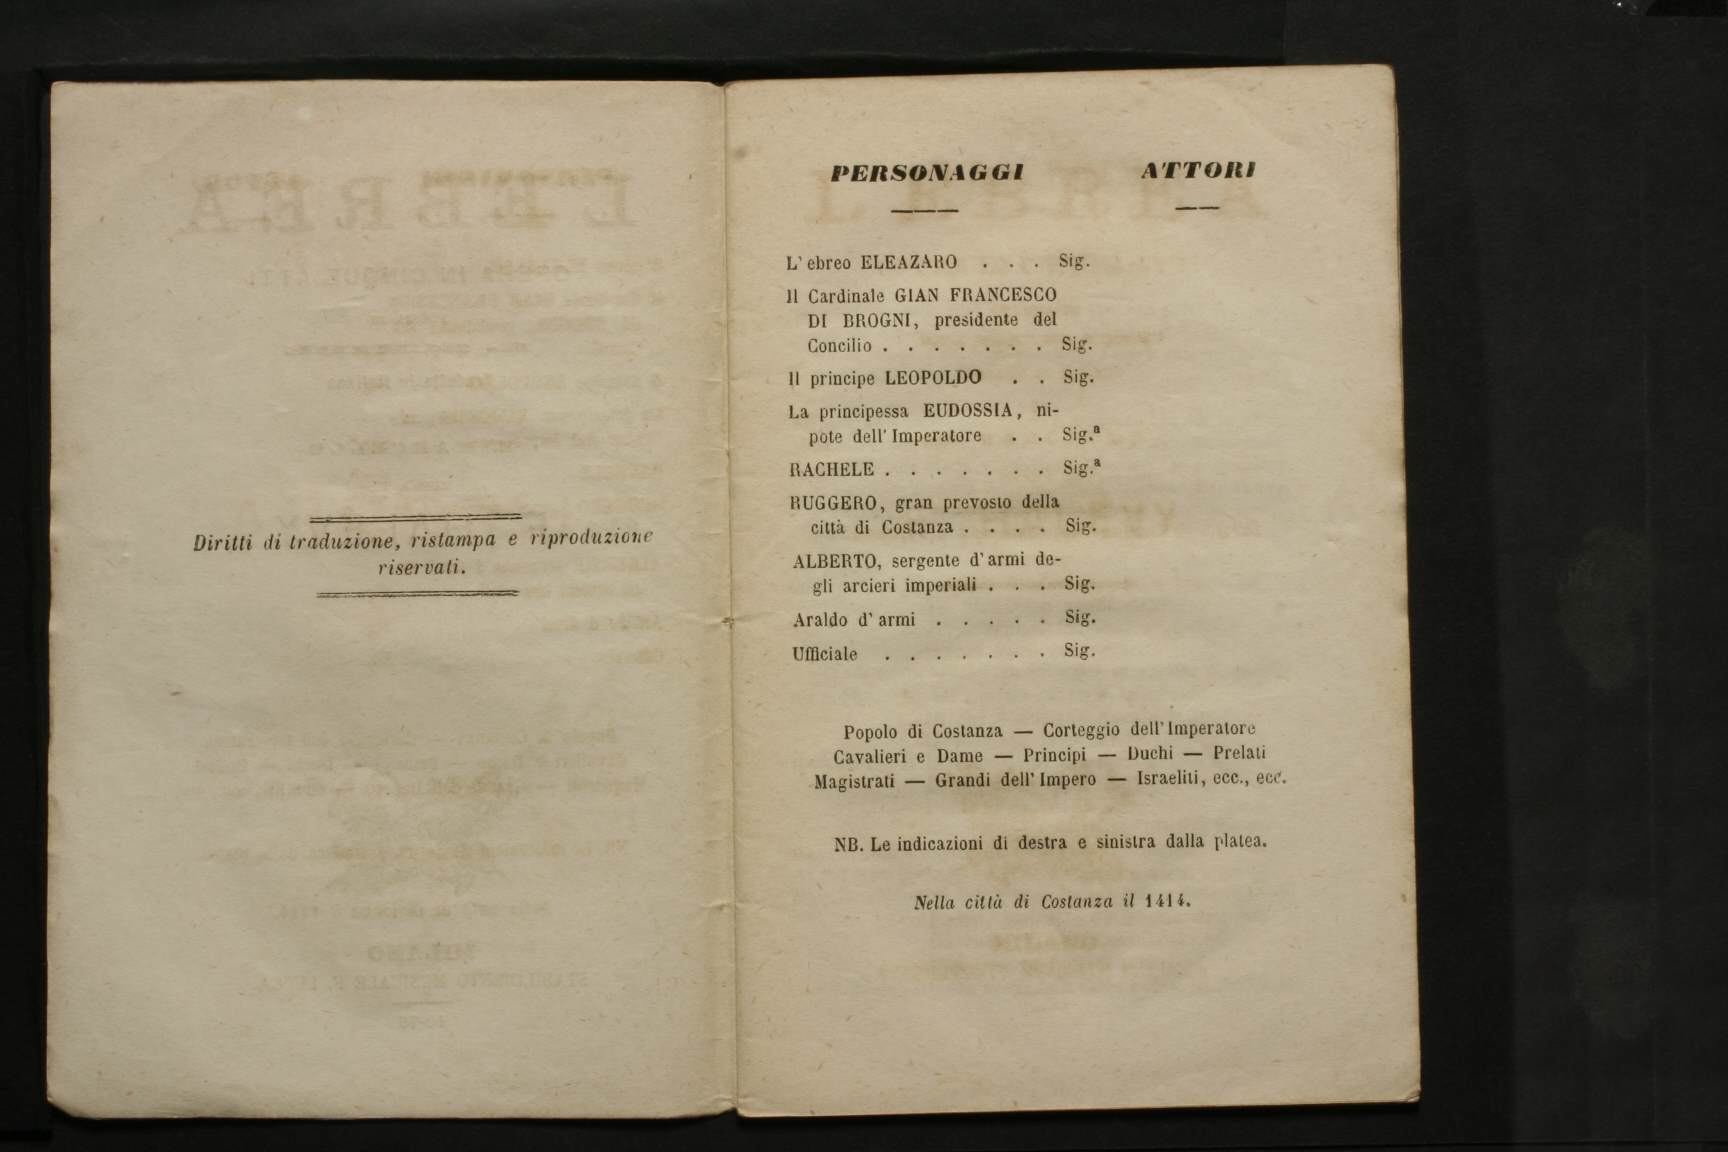 Diritti di traduzione, ristampa e riproduzione
riservati.
PERSONAGGI ATTORI
L' ebreo ELEAZARO . . . Sig.
Il Cardinale GIAN FRANCESCO
DI BROGNI, presidente del
Concilio . . . . . . . Sig.
Il principe LEOPOLDO . . Sig.
La principessa EUDOSSIA, ni-
pote dell' Imperatore . . Sig.ª
RACHELE . . . . . . . Sig.ª
RUGGERO, gran prevosto della
città di Costanza . . . . Sig.
ALBERTO, sergente d' armi de-
gli arcieri imperiali . . . Sig.
Araldo d' armi . . . . . Sig.
Ufficiale . . . . . . . Sig.
Popolo di Costanza — Corteggio dell' Imperatore
Cavalieri e Dame — Principi — Duchi — Prelati
Magistrati — Grandi dell' Impero — Israeliti, ecc., ecc.
NB. Le indicazioni di destra e sinistra dalla platea.
Nella città di Costanza il 1414.